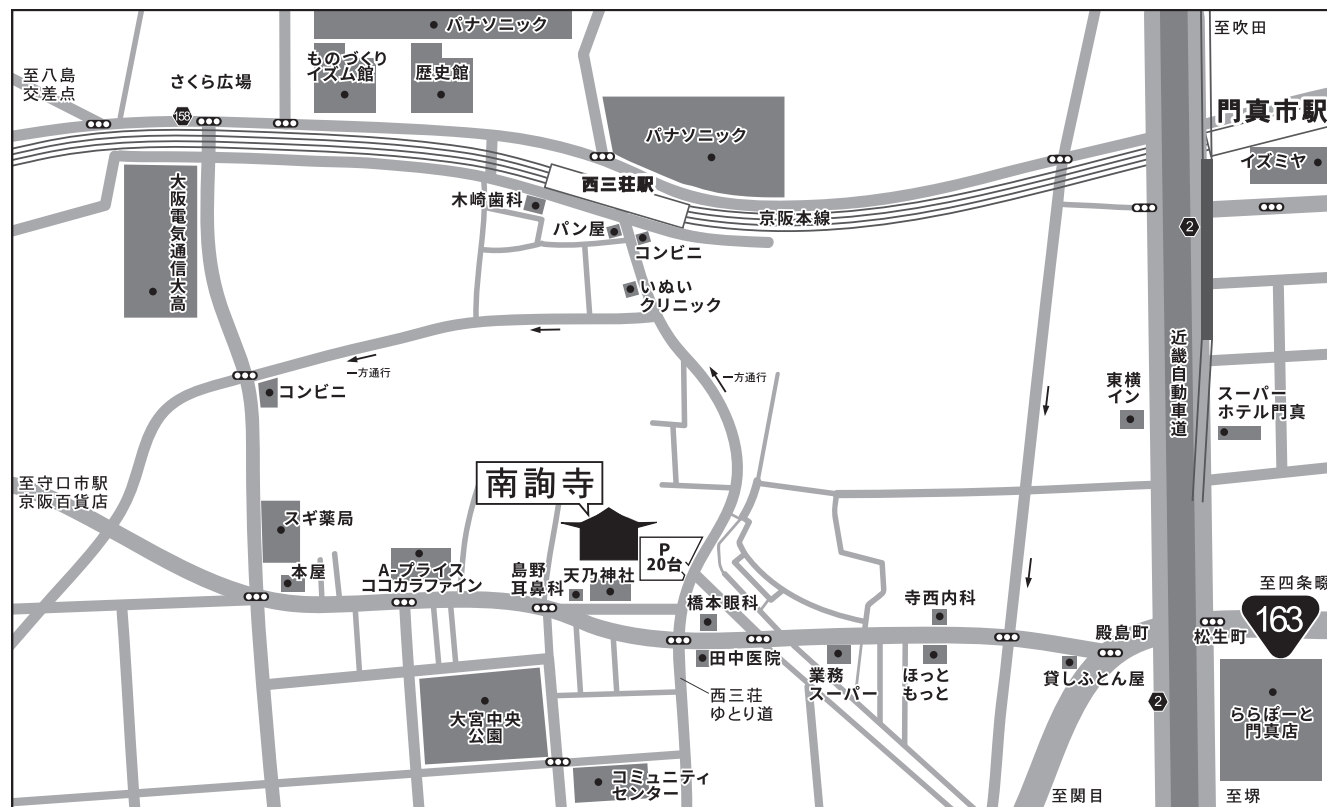 パナソニック
至吹田
ものづくり
イズム館
歴史館
至八島
交差点
さくら広場
158
門真市駅
パナソニック
イズミヤ
西三荘駅
大阪電気通信大高
木崎歯科
京阪本線
パン屋
コンビニ
2
いぬい
クリニック
近畿自動車道
一方通行
一方通行
コンビニ
東横
イン
スーパー
ホテル門真
南詢寺
至守口市駅
京阪百貨店
スギ薬局
P
20台
本屋
A-プライス
ココカラファイン
島野
耳鼻科
天乃神社
橋本眼科
寺西内科
至四条畷
163
殿島町
松生町
田中医院
業務
スーパー
ほっと
もっと
貸しふとん屋
西三荘
ゆとり道
2
大宮中央
公園
ららぽーと
門真店
コミュニティ
センター
至関目
至堺